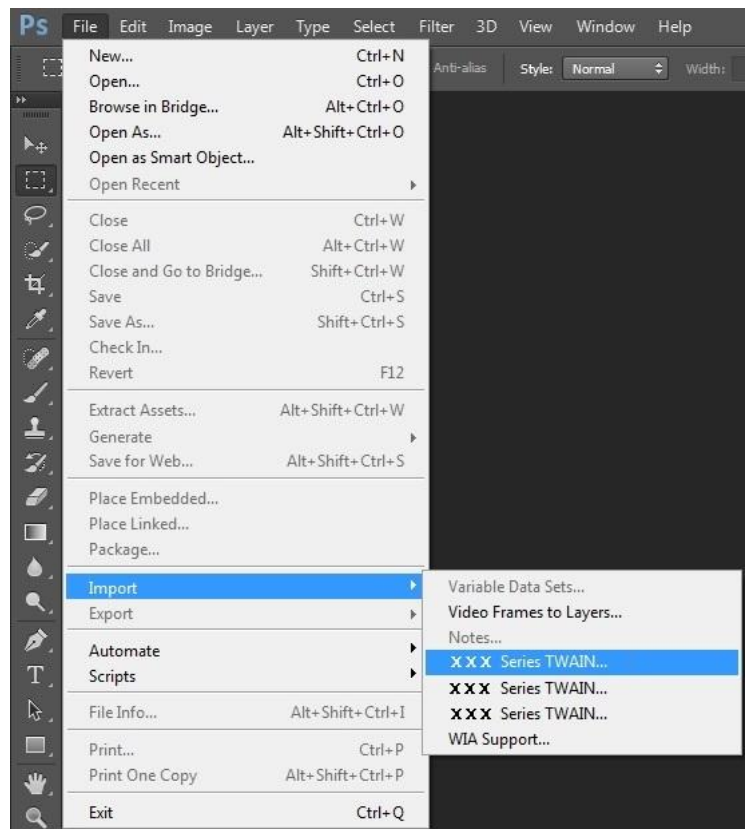 Ps File Edit Image Layer Type Select Filter 3D View Window Help
Anti-alias Style: Normal Width:
New... Ctrl+N
Open... Ctrl+O
Browse in Bridge... Alt+Ctrl+O
Open As... Alt+Shift+Ctrl+O
Open as Smart Object...
Open Recent
Close Ctrl+W
Close All Alt+Ctrl+W
Close and Go to Bridge... Shift+Ctrl+W
Save Ctrl+S
Save As... Shift+Ctrl+S
Check In...
Revert F12
Extract Assets... Alt+Shift+Ctrl+W
Generate
Save for Web... Alt+Shift+Ctrl+S
Place Embedded...
Place Linked...
Package...
Import
Export
Automate
Scripts
File Info... Alt+Shift+Ctrl+I
Print... Ctrl+P
Print One Copy Alt+Shift+Ctrl+P
Exit Ctrl+Q
Variable Data Sets...
Video Frames to Layers...
Notes...
XXX Series TWAIN...
XXX Series TWAIN...
XXX Series TWAIN...
WIA Support...